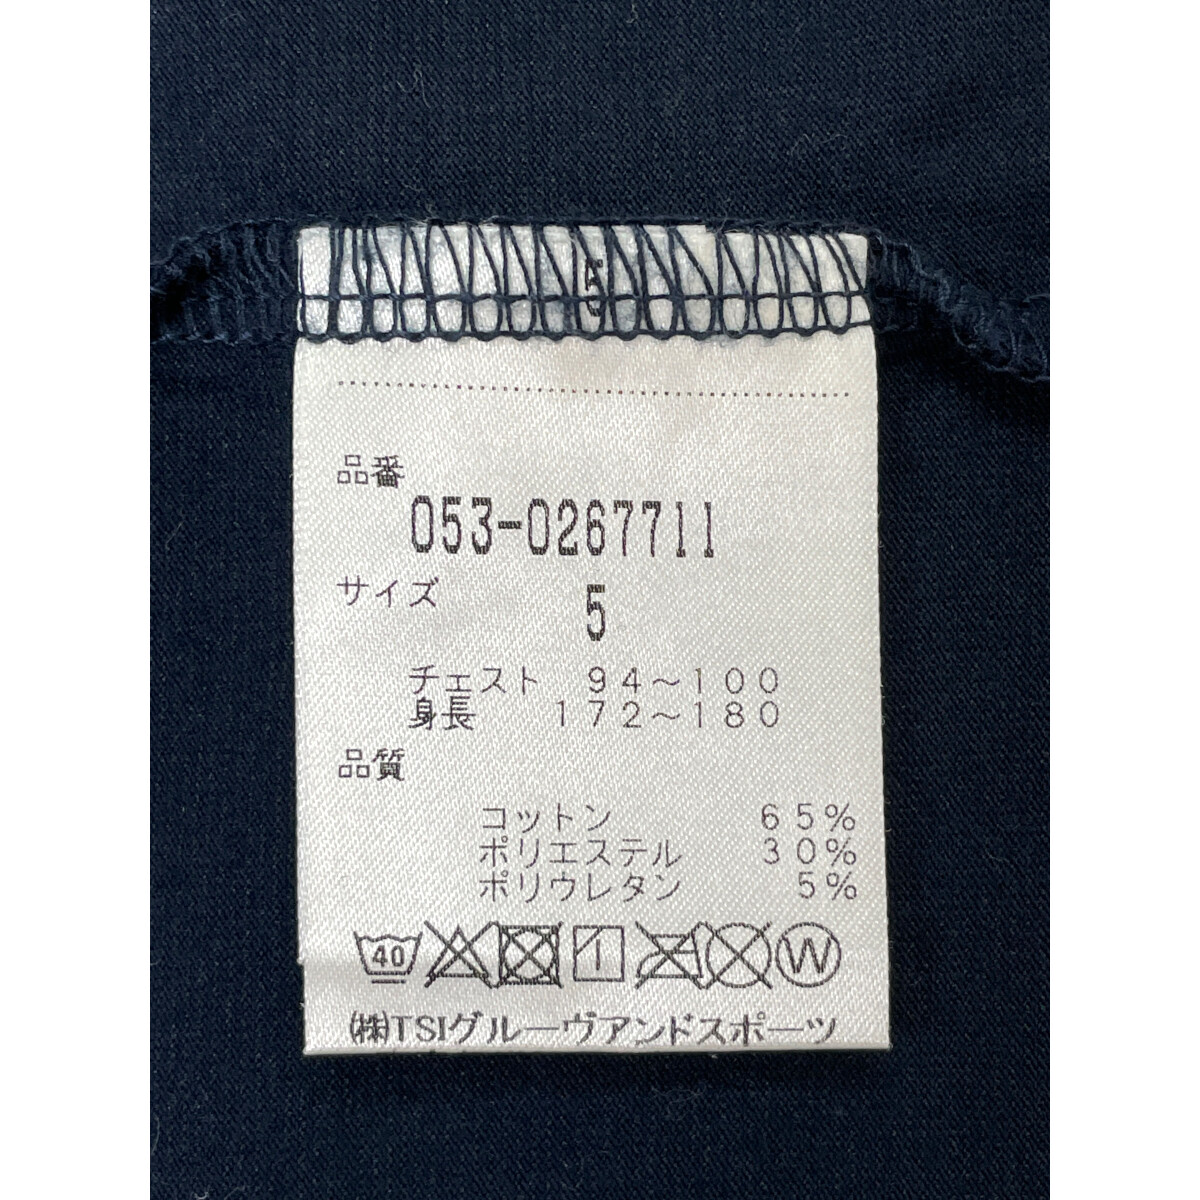 5
品番
053-0267711
サイズ 5
チェスト 94～100
身長 172～180
品質
コットン 65%
ポリエステル 30%
ポリウレタン 5%
40 W
㈱TSIグルーヴアンドスポーツ